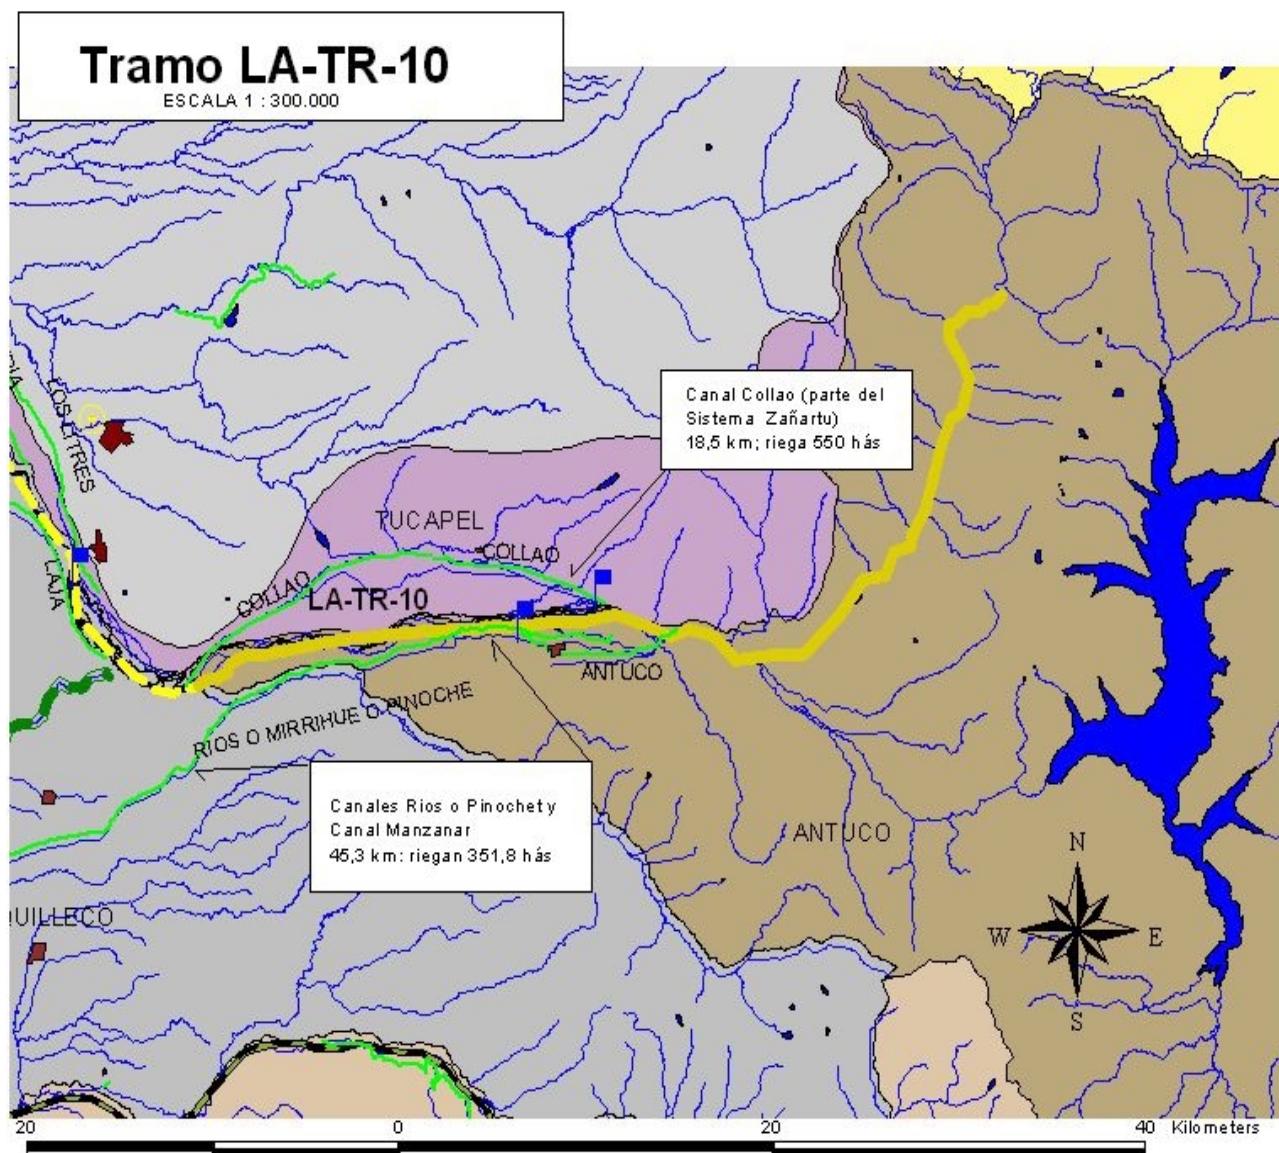 Tramo LA-TR-10
ESCALA 1 : 300.000
LOS LITRES
Canal Collao (parte del
Sistema Zañartu)
18,5 km; riega 550 hás
TUCAPEL
COLLAO
COLLAO
LAJA
LA-TR-10
ANTUCO
RIOS O MIRRIHUE O PINOCHE
Canales Rios o Pinochet y
Canal Manzanar
45,3 km: riegan 351,8 hás
ANTUCO
N
W
E
S
QUILLECO
20
0
20
40
Kilometers